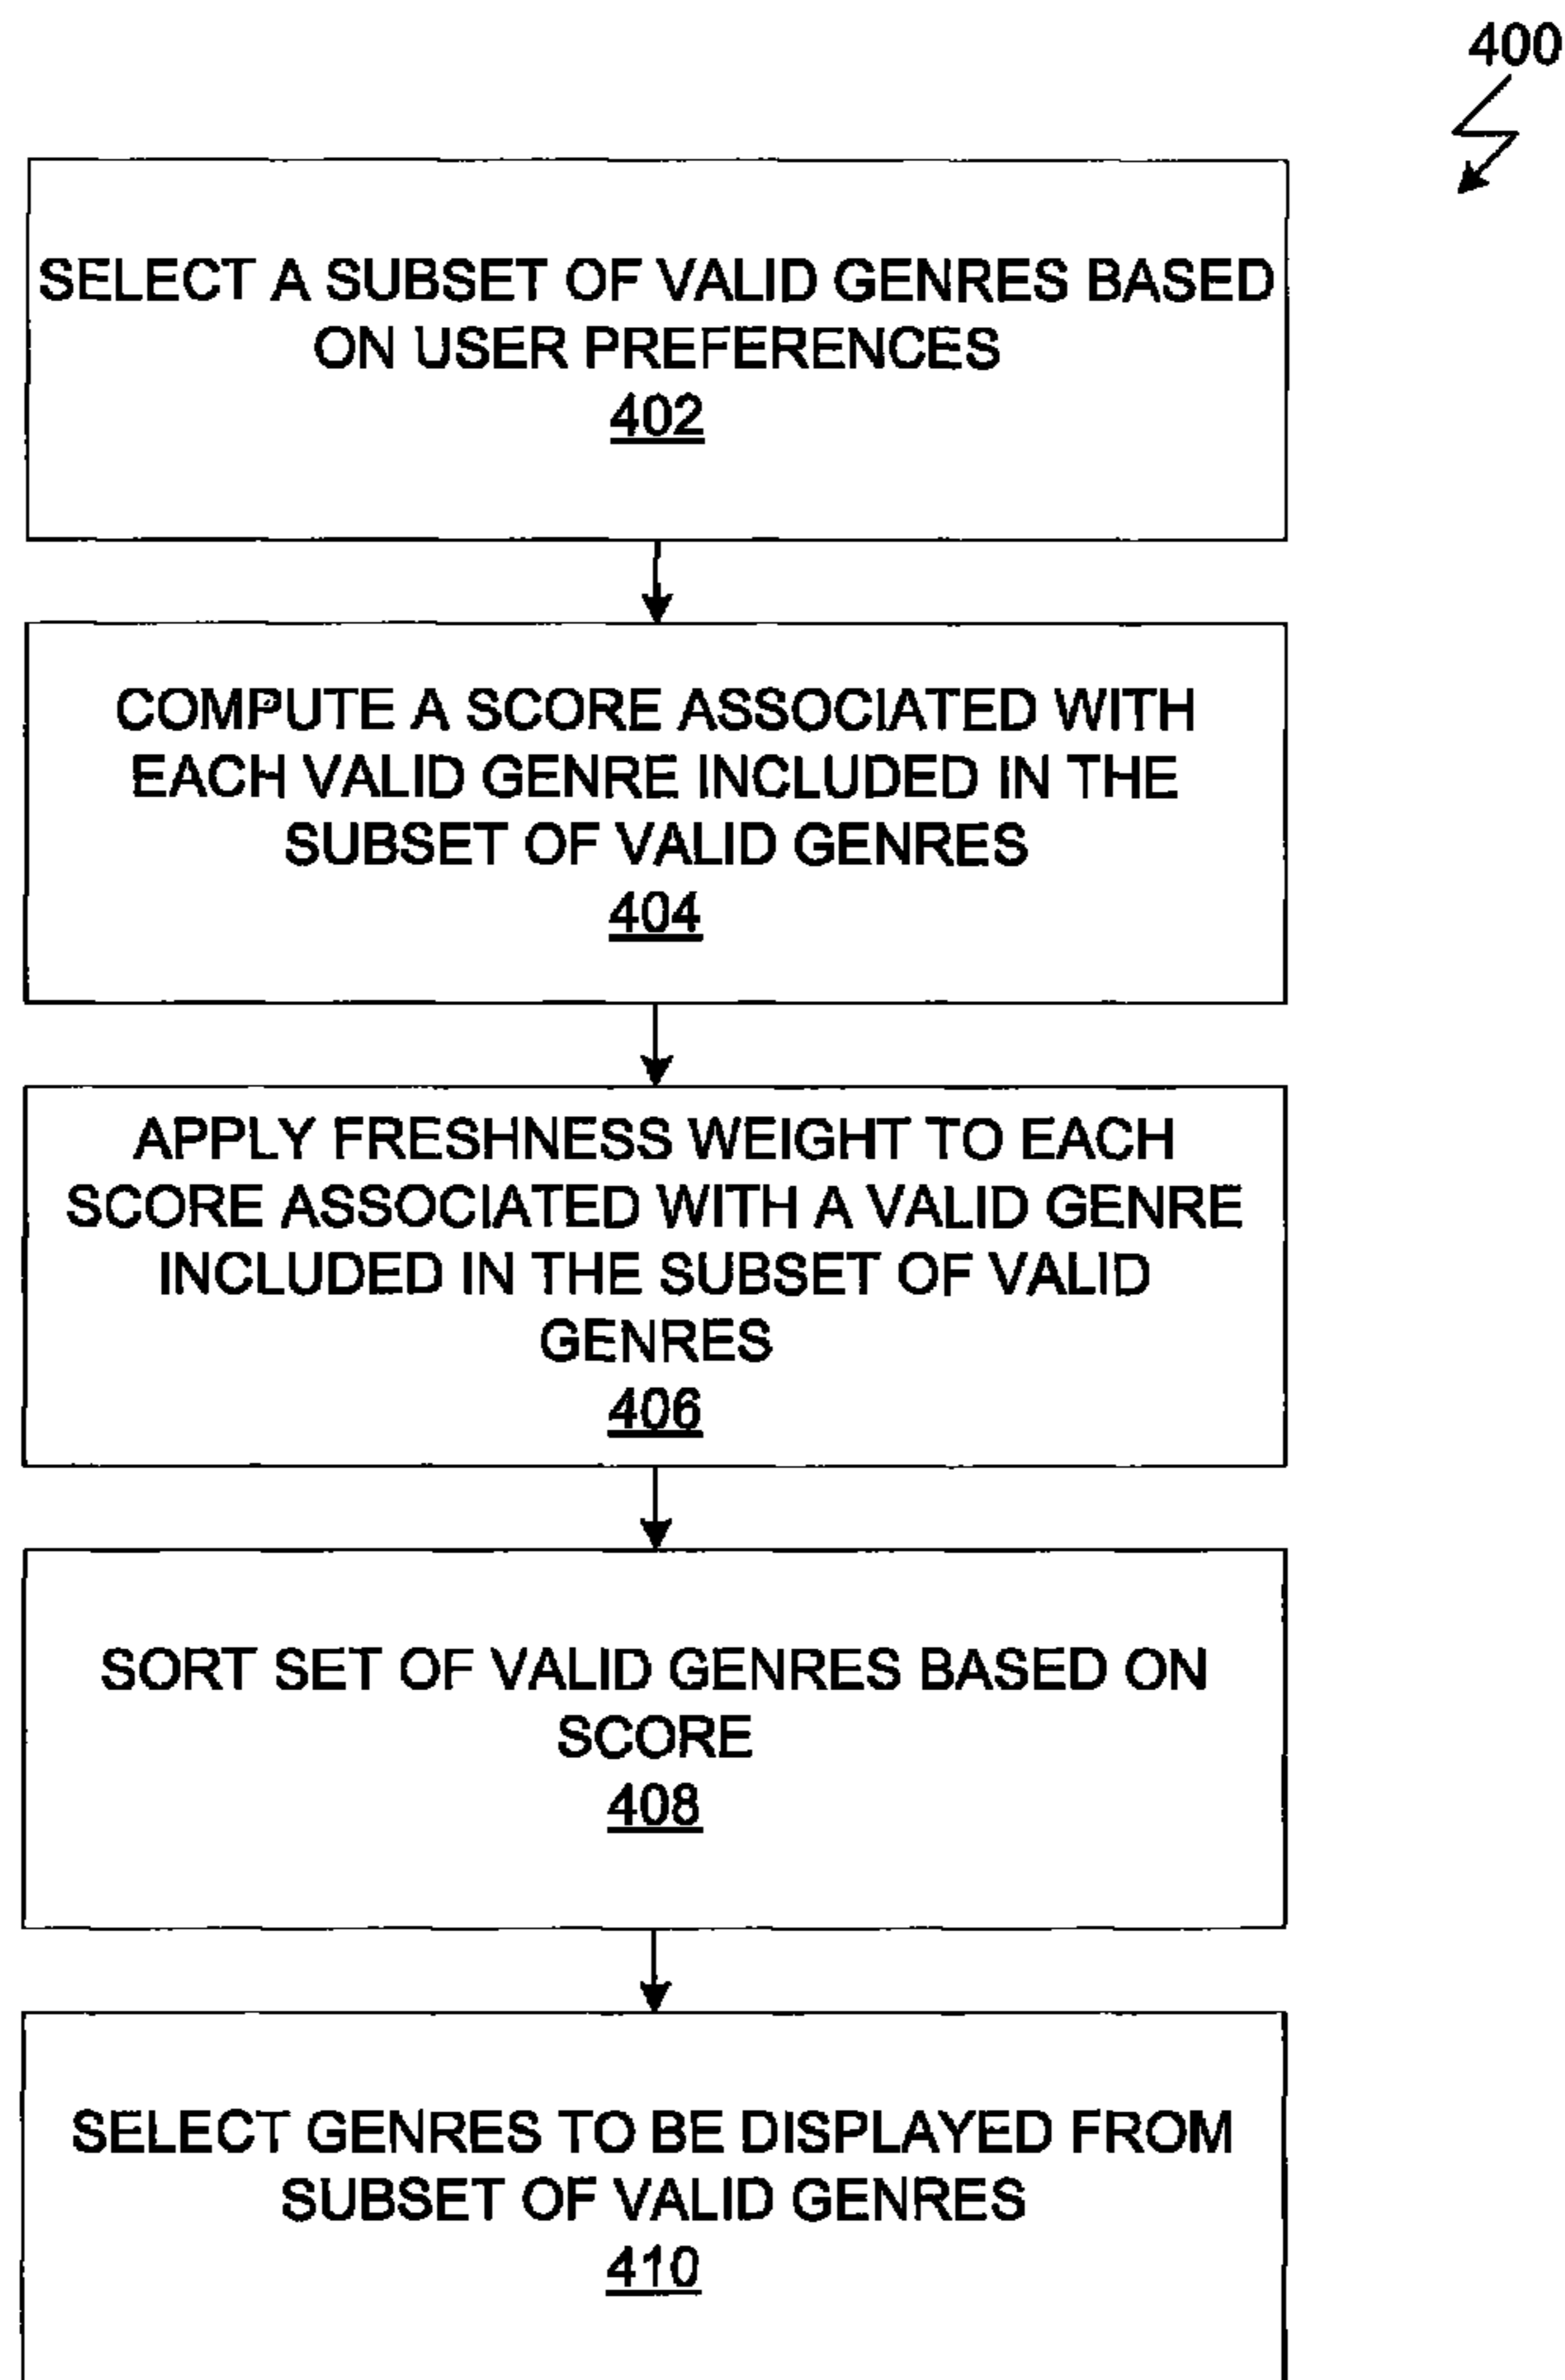 400
SELECT A SUBSET OF VALID GENRES BASED
ON USER PREFERENCES
402
COMPUTE A SCORE ASSOCIATED WITH
EACH VALID GENRE INCLUDED IN THE
SUBSET OF VALID GENRES
404
APPLY FRESHNESS WEIGHT TO EACH
SCORE ASSOCIATED WITH A VALID GENRE
INCLUDED IN THE SUBSET OF VALID
GENRES
406
SORT SET OF VALID GENRES BASED ON
SCORE
408
SELECT GENRES TO BE DISPLAYED FROM
SUBSET OF VALID GENRES
410